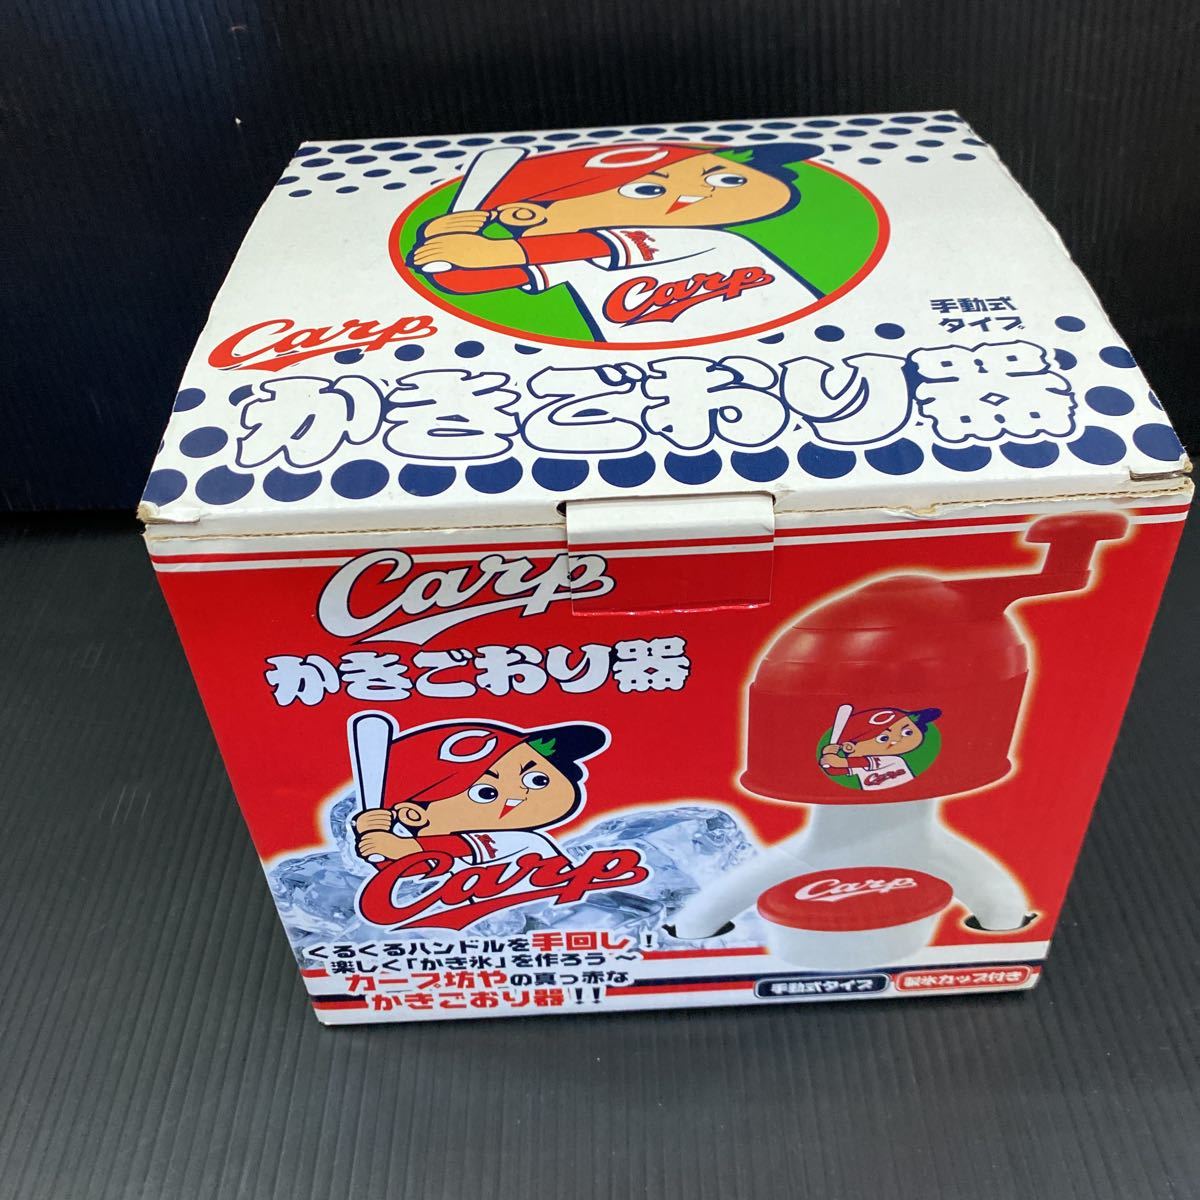 C
Carp
手動式
タイプ
Carp
かきごおり器
Carp
かきごおり器
C
Carp
C
Carp
Carp
くるくるハンドルを手回し!
楽しく「かき氷」を作ろう〜
カープ坊やの真っ赤な
かきごおり器!!
手動式タイプ
製氷カップ付き